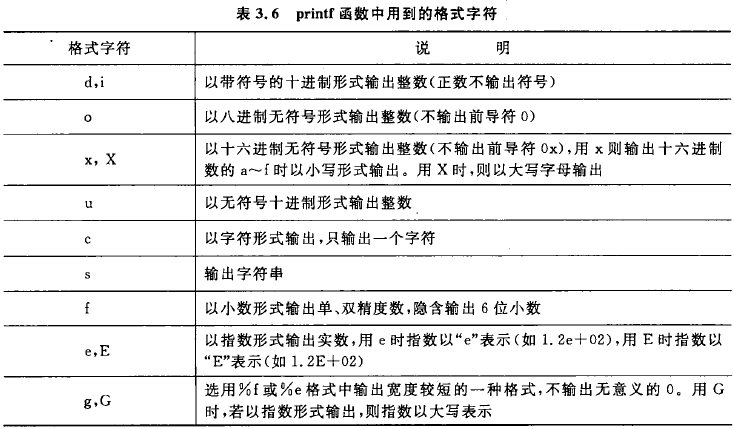 表 3.6 printf 函数中用到的格式字符
格式字符 说 明
d,i 以带符号的十进制形式输出整数(正数不输出符号)
o 以八进制无符号形式输出整数(不输出前导符 0)
x, X 以十六进制无符号形式输出整数(不输出前导符 0x),用 x 则输出十六进制
数的 a～f 时以小写形式输出。用 X 时,则以大写字母输出
u 以无符号十进制形式输出整数
c 以字符形式输出,只输出一个字符
s 输出字符串
f 以小数形式输出单、双精度数,隐含输出 6 位小数
e,E 以指数形式输出实数,用 e 时指数以“e”表示(如 1.2e+02),用 E 时指数以
“E”表示(如 1.2E+02)
g,G 选用%f 或%e 格式中输出宽度较短的一种格式,不输出无意义的 0。用 G
时,若以指数形式输出,则指数以大写表示